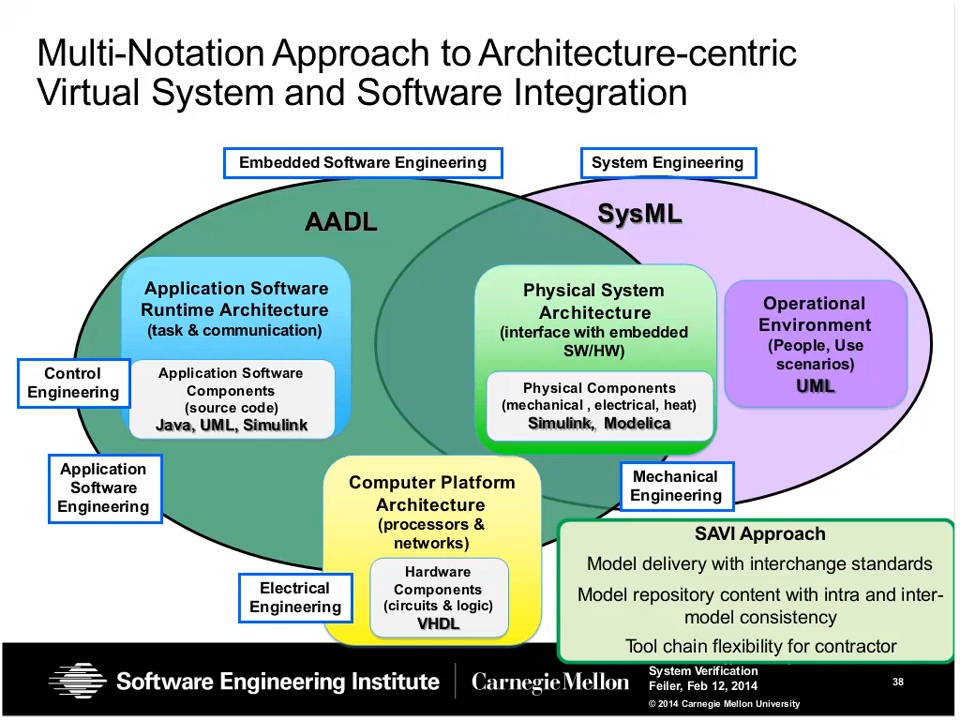 Multi-Notation Approach to Architecture-centric
Virtual System and Software Integration
Embedded Software Engineering
System Engineering
AADL
SysML
Application Software
Runtime Architecture
(task & communication)
Application Software
Components
(source code)
Java, UML, Simulink
Physical System
Architecture
(interface with embedded
SW/HW)
Physical Components
(mechanical , electrical, heat)
Simulink, Modelica
Operational
Environment
(People, Use
scenarios)
UML
Control
Engineering
Application
Software
Engineering
Computer Platform
Architecture
(processors &
networks)
Hardware
Components
(circuits & logic)
VHDL
Mechanical
Engineering
Electrical
Engineering
SAVI Approach
Model delivery with interchange standards
Model repository content with intra and inter-
model consistency
Tool chain flexibility for contractor
Software Engineering Institute
Carnegie Mellon
System Verification
Feiler, Feb 12, 2014
© 2014 Carnegie Mellon University
38